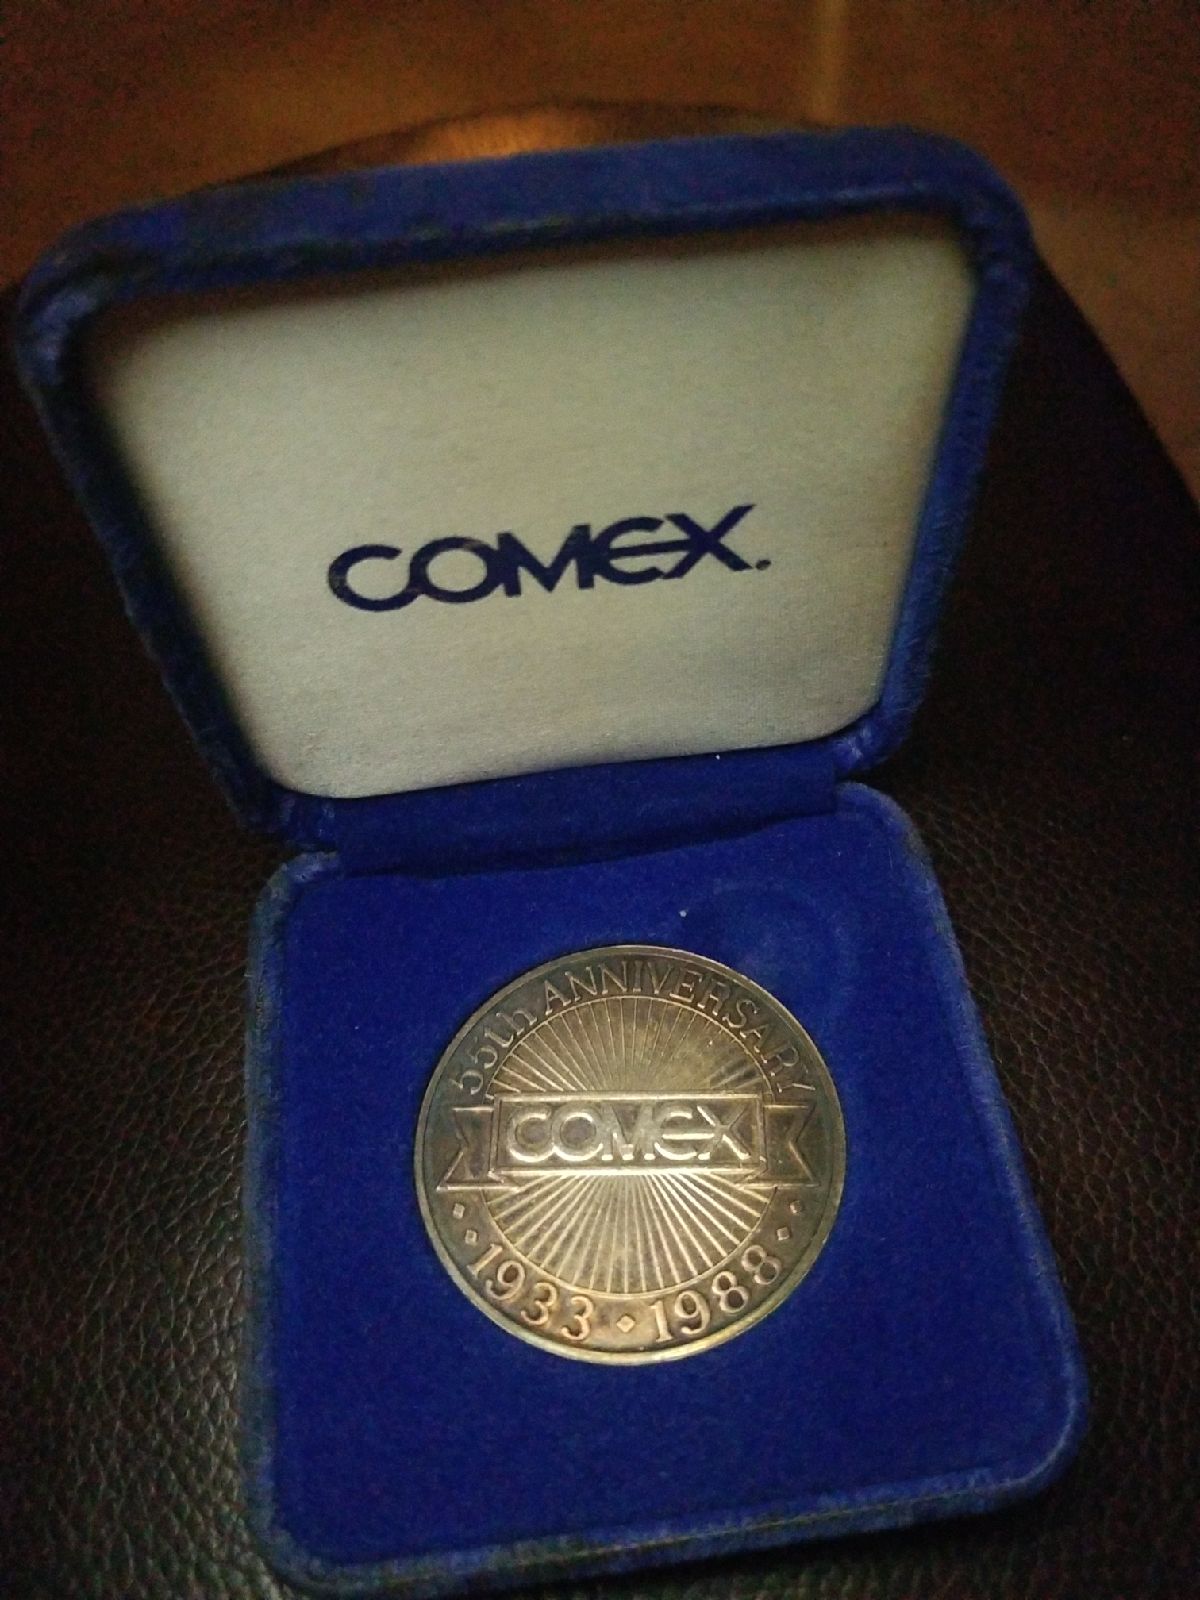 COMEX.
55th ANNIVERSARY
COMEX
1933 • 1988